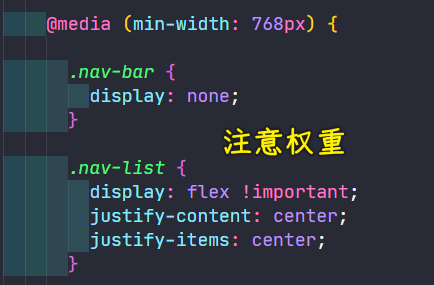 @media (min-width: 768px) {
.nav-bar {
display: none;
}
注意权重
.nav-list {
display: flex !important;
justify-content: center;
justify-items: center;
}